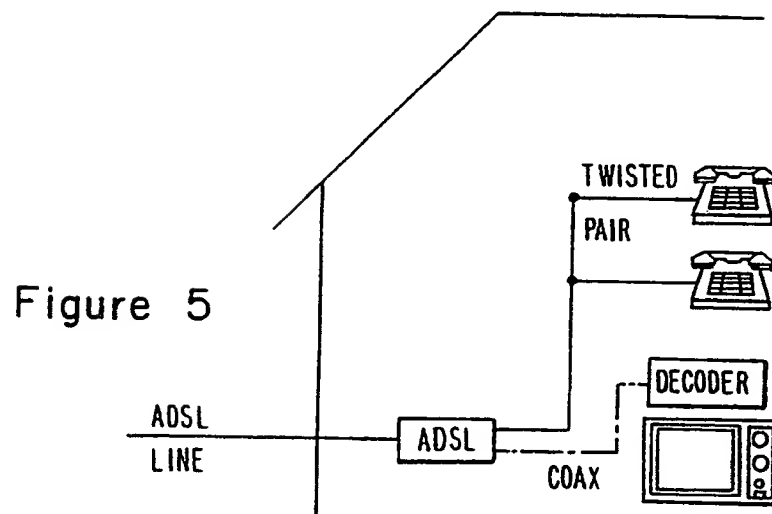 TWISTED
PAIR
Figure 5
DECODER
ADSL
LINE
ADSL
COAX